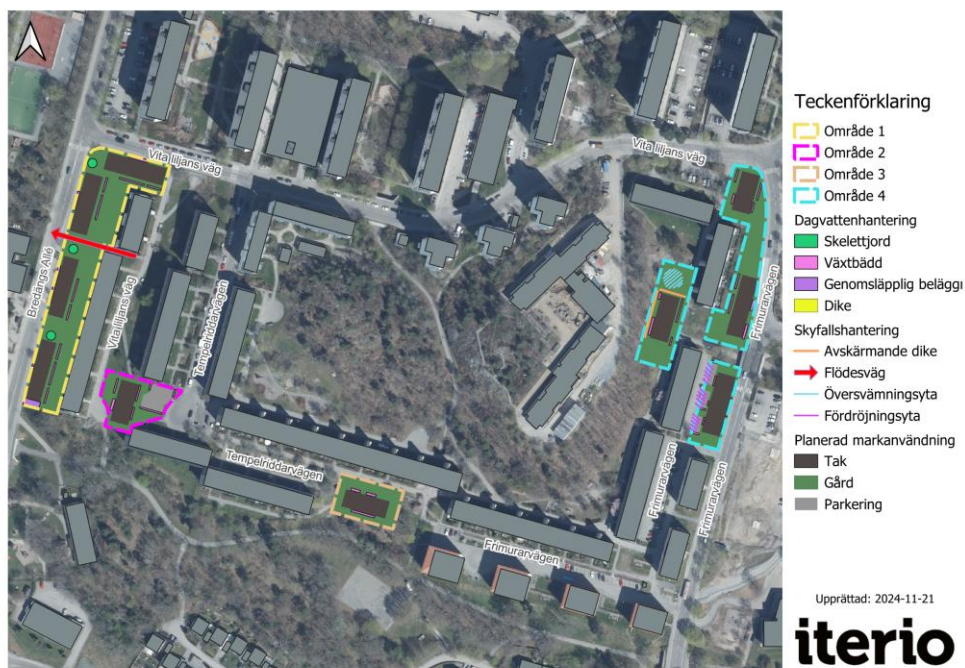 Vita liljans väg
Vita liljans väg
Bredängs Allé
Vita liljans väg
Tempelriddarvägen
Tempelriddarvägen
Frimurarvägen
Frimurarvägen
Frimurarvägen
Frimurarvägen
Teckenförklaring
Område 1
Område 2
Område 3
Område 4
Dagvattenhantering
Skelettjord
Växtbädd
Genomsläpplig beläggı
Dike
Skyfallshantering
Avskärmande dike
Flödesväg
Översvämningsyta
Fördröjningsyta
Planerad markanvändning
Tak
Gård
Parkering
Upprättad: 2024-11-21
iterio